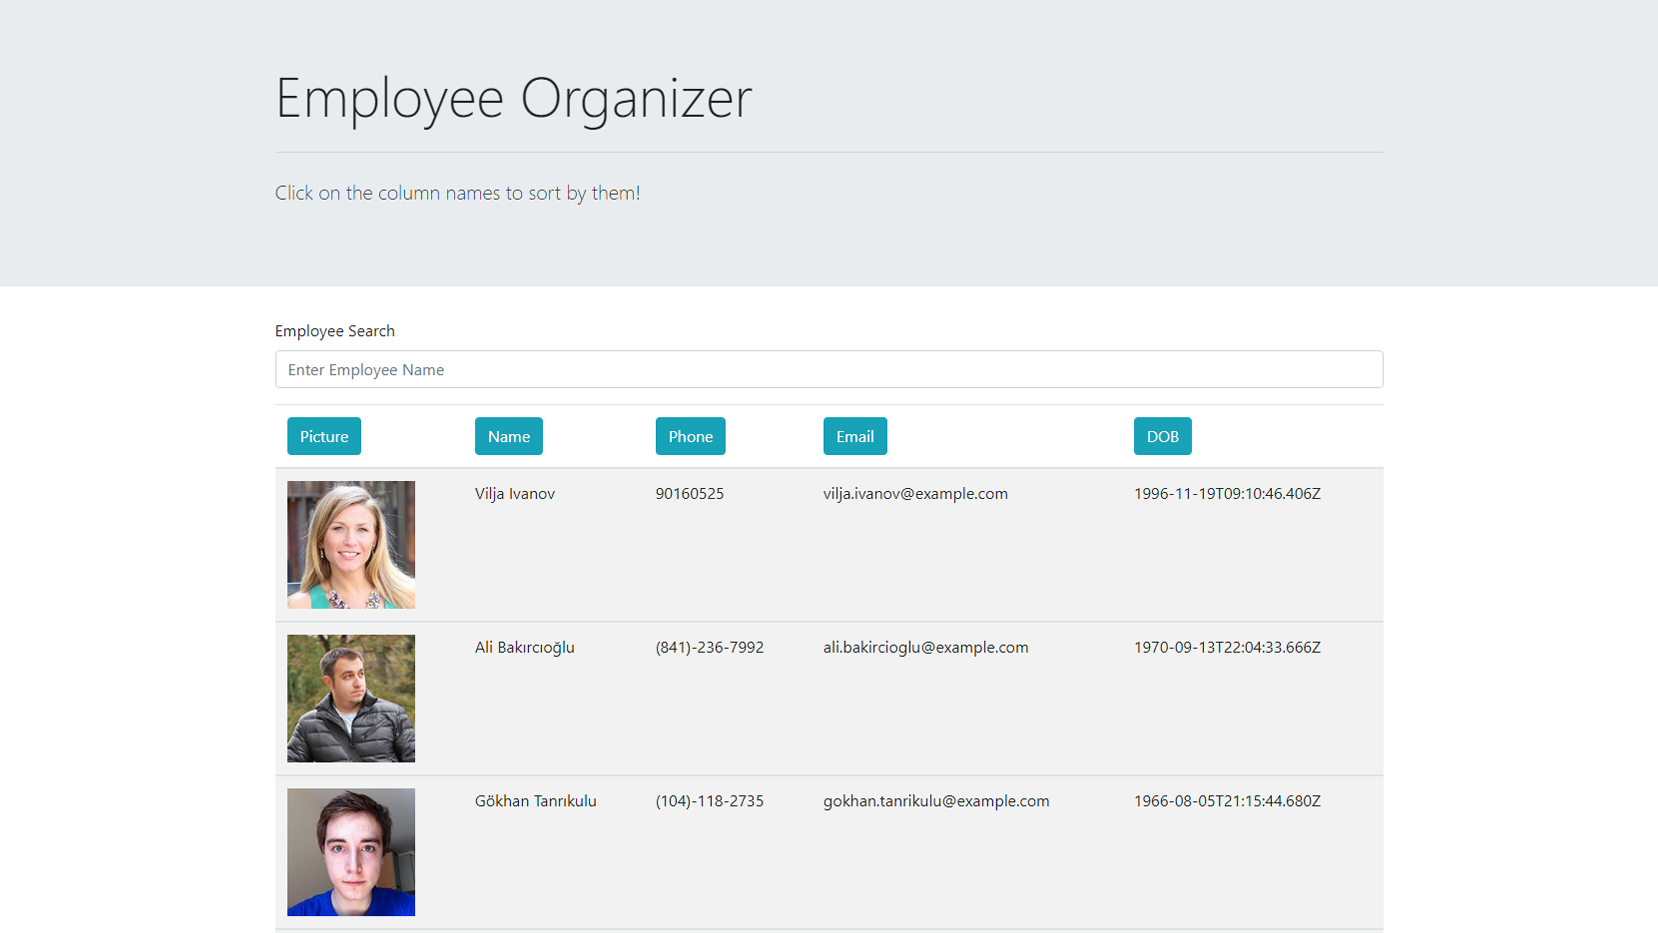 Employee Organizer
Click on the column names to sort by them!
Employee Search
Enter Employee Name
Picture Name Phone Email DOB
Vilja Ivanov 90160525 vilja.ivanov@example.com 1996-11-19T09:10:46.406Z
Ali Bakırcıoğlu (841)-236-7992 ali.bakircioglu@example.com 1970-09-13T22:04:33.666Z
Gökhan Tanrıkulu (104)-118-2735 gokhan.tanrikulu@example.com 1966-08-05T21:15:44.680Z